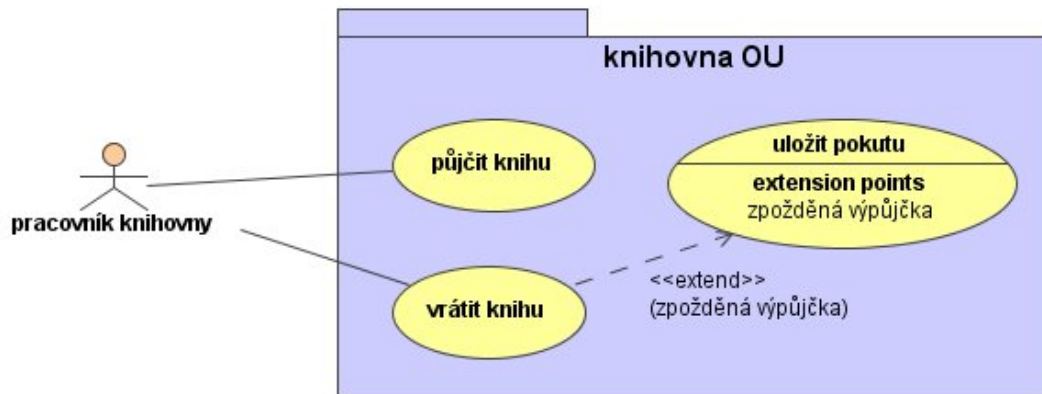 knihovna OU
půjčit knihu
uložit pokutu
extension points
zpožděná výpůjčka
pracovník knihovny
vrátit knihu
<<extend>>
(zpožděná výpůjčka)